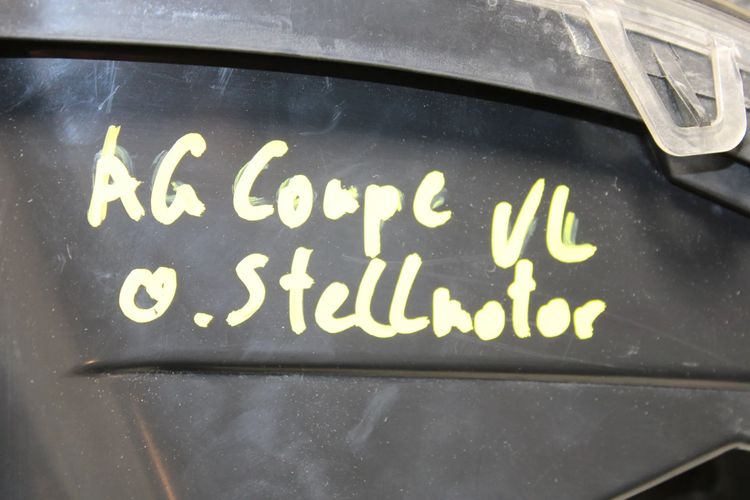 AG Coupe VL
o. Stellmotor